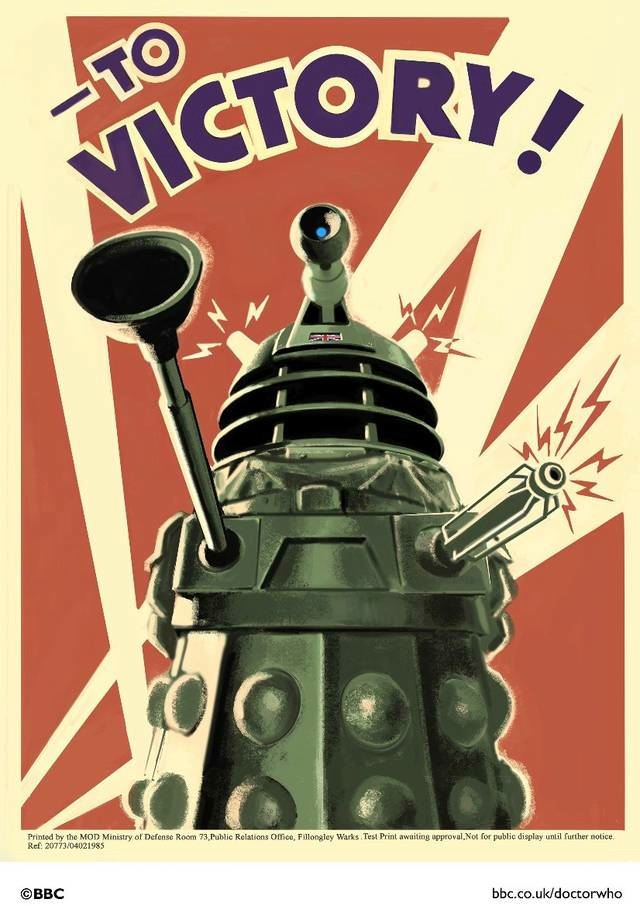 – TO
VICTORY!
Printed by the MOD Ministry of Defense Room 73,Public Relations Office, Fillongley Warks .Test Print awaiting approval,Not for public display until further notice.
Ref: 20773/04021985
©BBC
bbc.co.uk/doctorwho